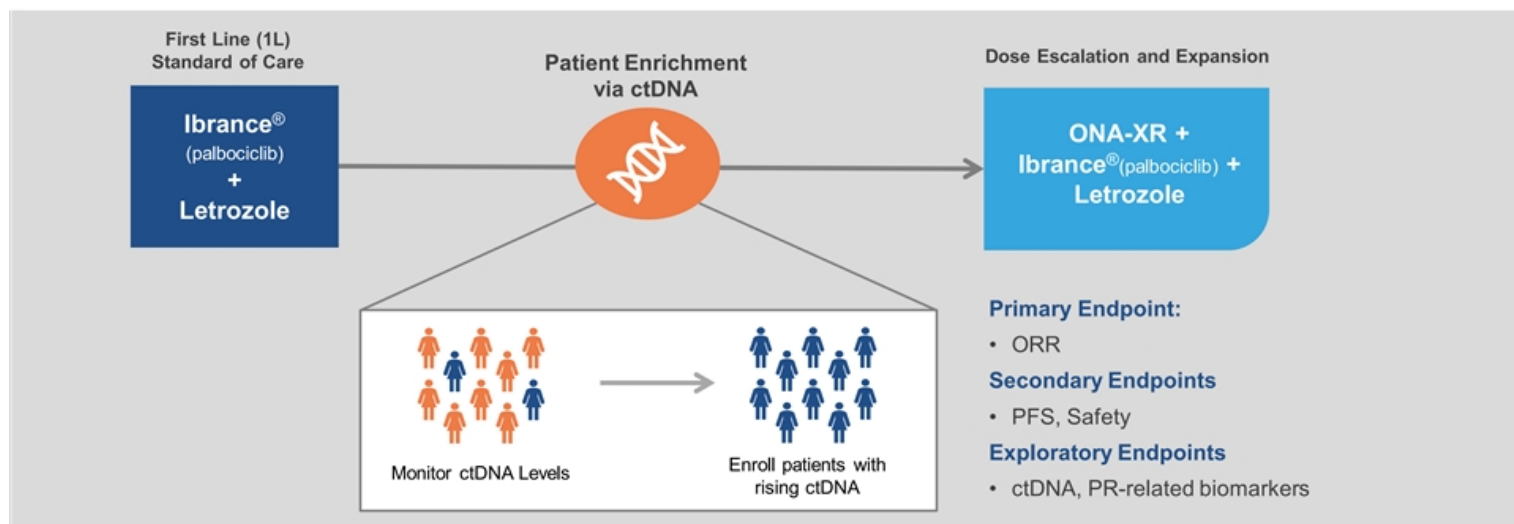 First Line (1L)
Standard of Care
Ibrance®
(palbociclib)
+
Letrozole
Patient Enrichment
via ctDNA
Dose Escalation and Expansion
ONA-XR +
Ibrance®(palbociclib) +
Letrozole
Monitor ctDNA Levels
Enroll patients with
rising ctDNA
Primary Endpoint:
• ORR
Secondary Endpoints
• PFS, Safety
Exploratory Endpoints
• ctDNA, PR-related biomarkers